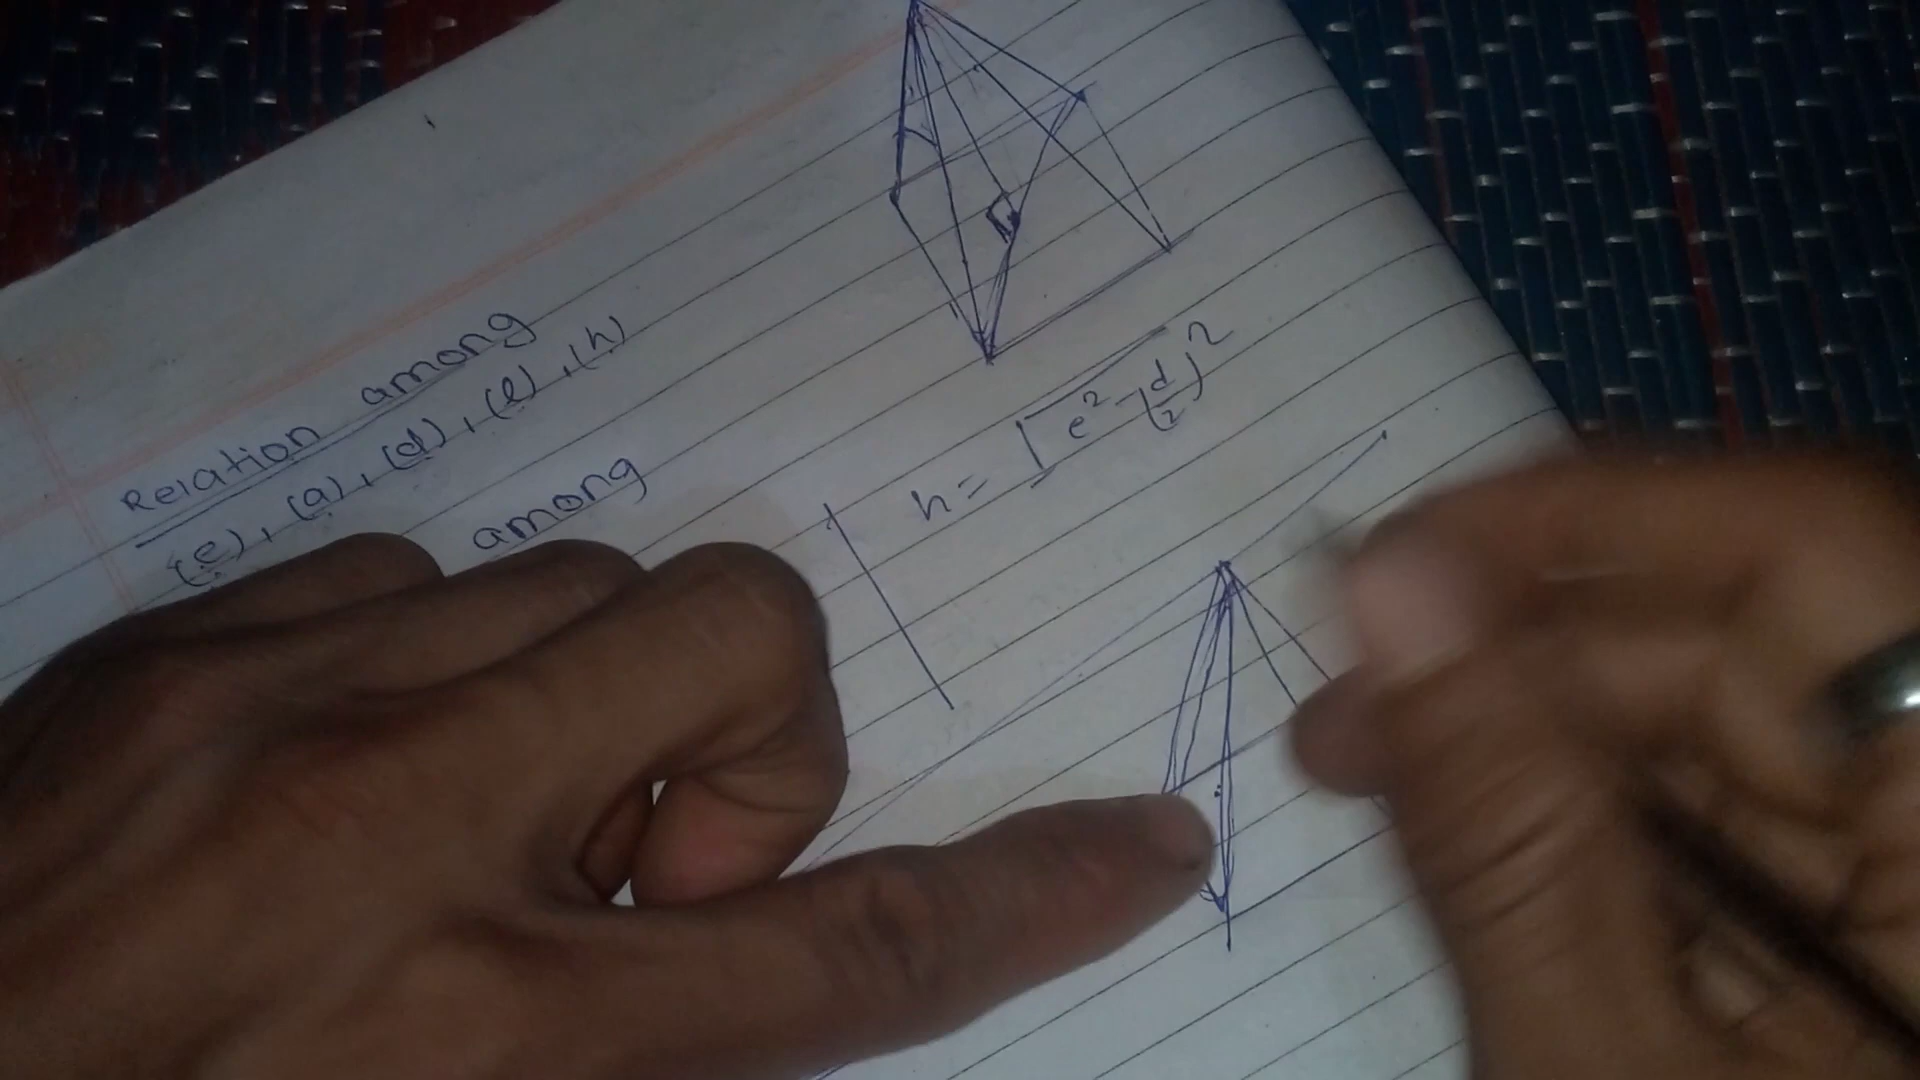 Relation among
(e), (a), (d), (l), (h)
among
h = √e² - (d/2)²